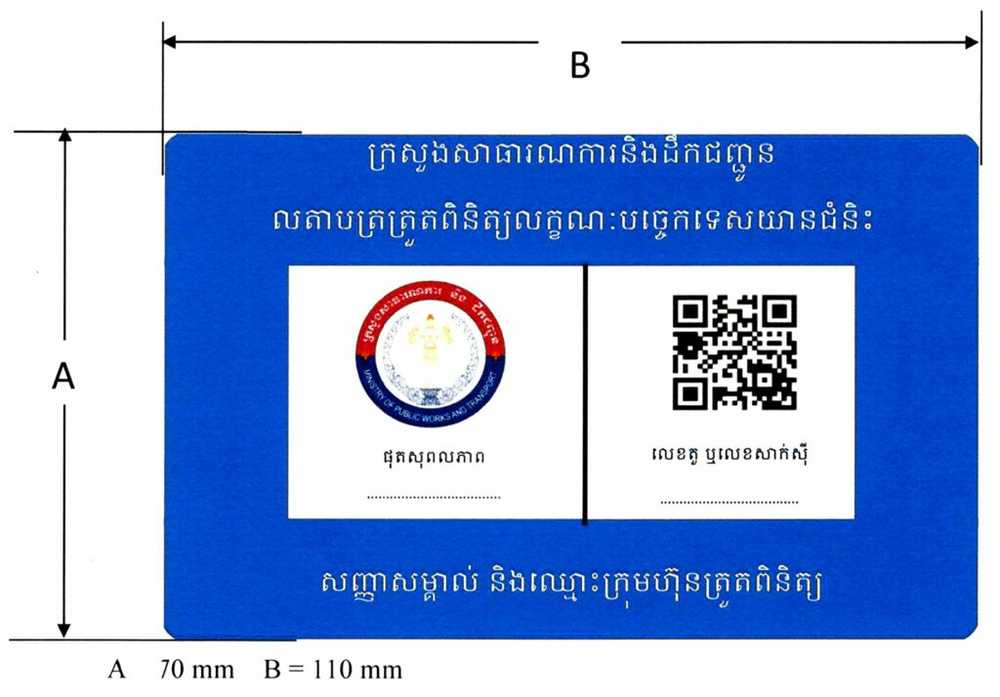 B
ក្រសួងសាធារណការនិងដឹកជញ្ជូន
លតាបត្រត្រួតពិនិត្យលក្ខណៈបច្ចេកទេសយានជំនិះ
A
ក្រសួងសាធារណការ និង ដឹកជញ្ជូន
MINISTRY OF PUBLIC WORKS AND TRANSPORT
ផុតសុពលភាព
លេខតួ ឬលេខសាក់ស៊ី
សញ្ញាសម្គាល់ និងឈ្មោះក្រុមហ៊ុនត្រួតពិនិត្យ
A 70 mm B = 110 mm